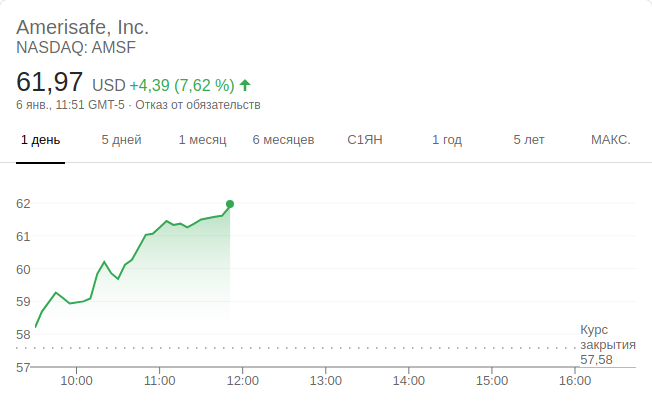 Amerisafe, Inc.
NASDAQ: AMSF
61,97 USD +4,39 (7,62 %)
6 янв., 11:51 GMT-5 · Отказ от обязательств
1 день 5 дней 1 месяц 6 месяцев С1ЯН 1 год 5 лет МАКС.
62
61
60
59
58
57
Курс
закрытия
57,58
10:00 11:00 12:00 13:00 14:00 15:00 16:00